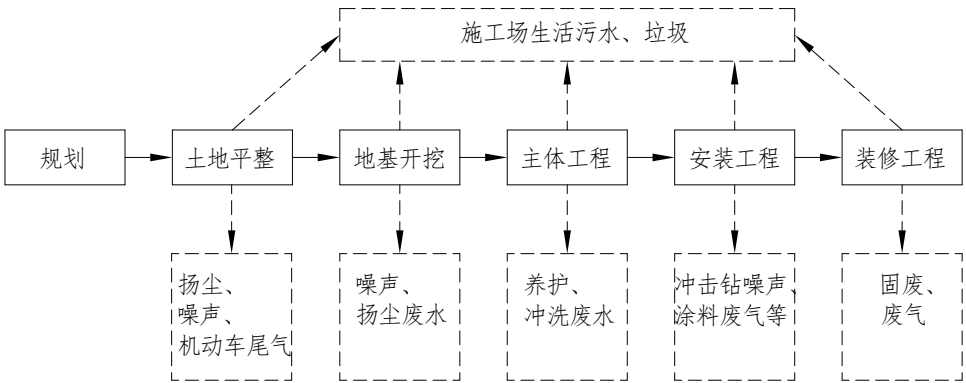 施工场生活污水、垃圾
规划
土地平整
地基开挖
主体工程
安装工程
装修工程
扬尘、
噪声、
机动车尾气
噪声、
扬尘废水
养护、
冲洗废水
冲击钻噪声、
涂料废气等
固废、
废气